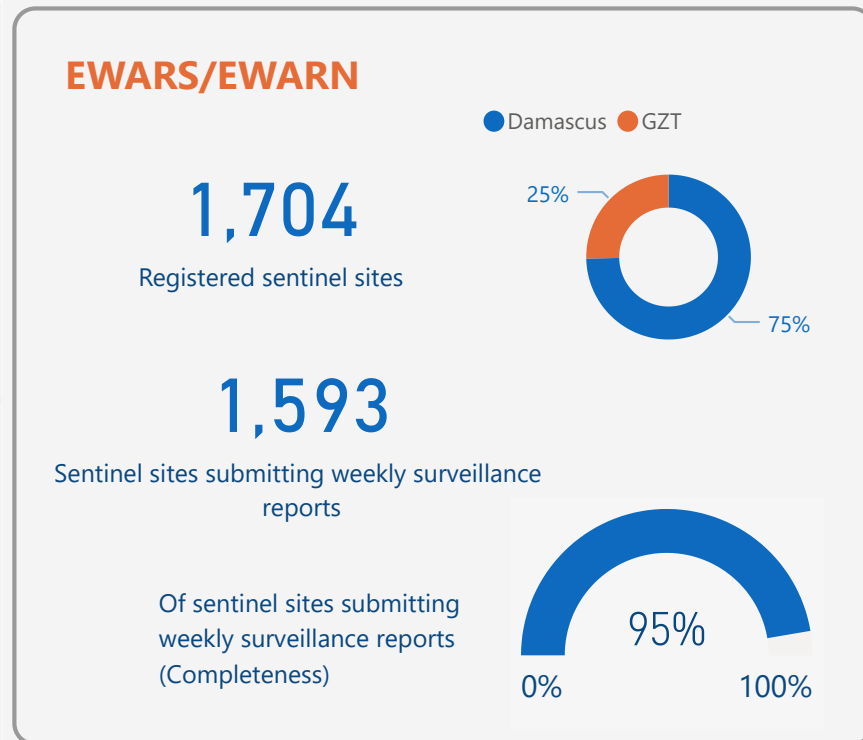 EWARS/EWARN
Damascus GZT
1,704
Registered sentinel sites
25%
75%
1,593
Sentinel sites submitting weekly surveillance
reports
Of sentinel sites submitting
weekly surveillance reports
(Completeness)
95%
0% 100%